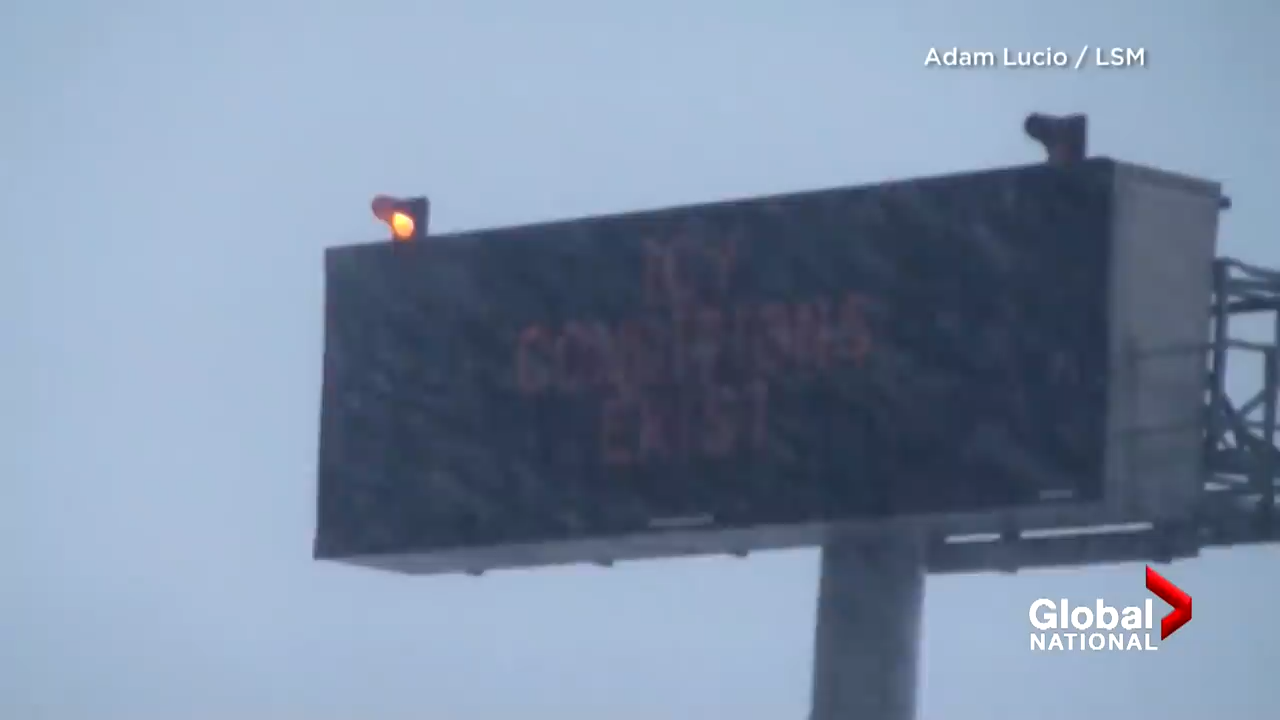 Adam Lucio / LSM
ICY
CONDITIONS
EXIST
Global
NATIONAL